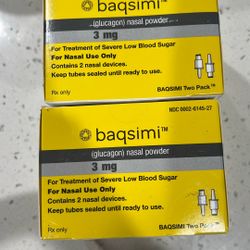 baqsimi™
(glucagon) nasal powder
3 mg
For Treatment of Severe Low Blood Sugar
For Nasal Use Only
Contains 2 nasal devices.
Keep tubes sealed until ready to use.
Rx only
BAQSIMI Two Pack™
NDC 0002-6145-27
baqsimi™
(glucagon) nasal powder
3 mg
For Treatment of Severe Low Blood Sugar
For Nasal Use Only
Contains 2 nasal devices.
Keep tubes sealed until ready to use.
Rx only
BAQSIMI Two Pack™